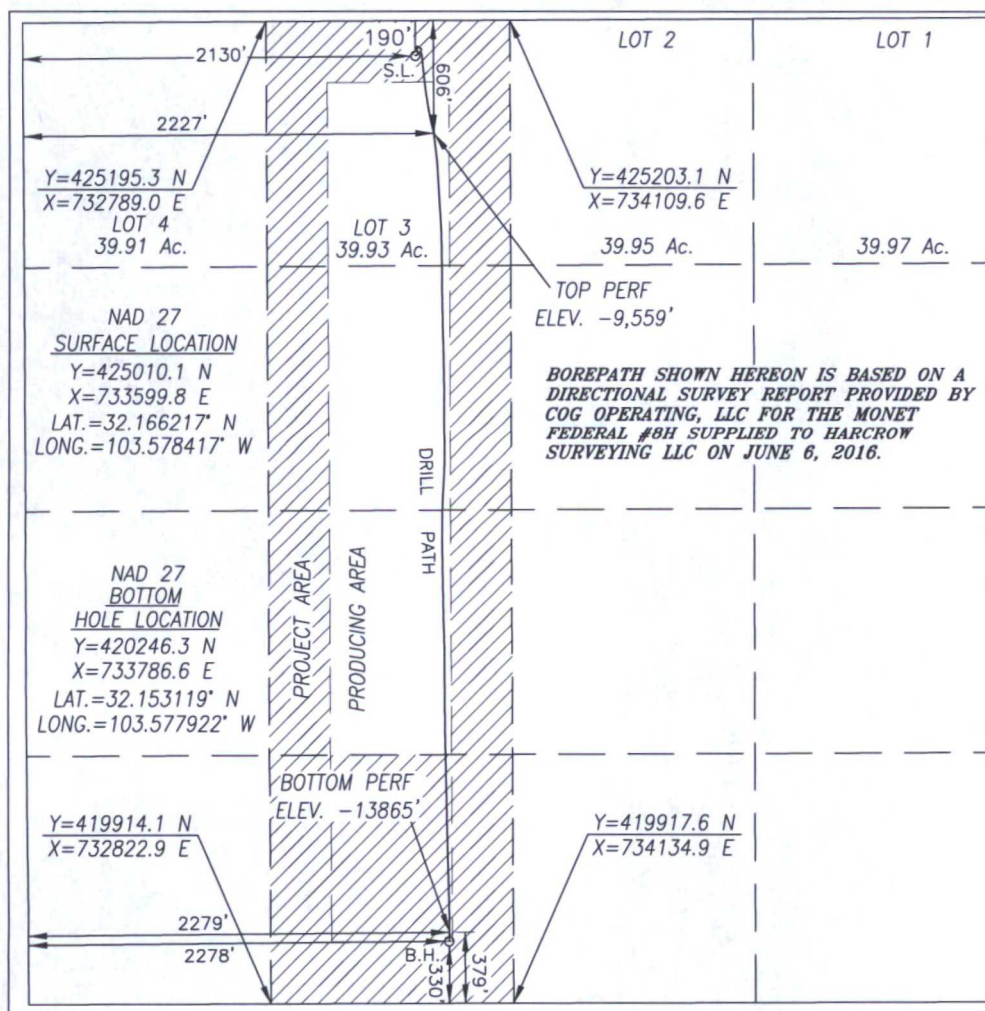 190'
LOT 2
LOT 1
2130'
S.L.
606'
2227'
Y=425195.3 N
X=732789.0 E
Y=425203.1 N
X=734109.6 E
LOT 4
39.91 Ac.
LOT 3
39.93 Ac.
39.95 Ac.
39.97 Ac.
TOP PERF
ELEV. -9,559'
NAD 27
SURFACE LOCATION
Y=425010.1 N
X=733599.8 E
LAT.=32.166217° N
LONG.=103.578417° W
BOREPATH SHOWN HEREON IS BASED ON A
DIRECTIONAL SURVEY REPORT PROVIDED BY
COG OPERATING, LLC FOR THE MONET
FEDERAL #8H SUPPLIED TO HARCROW
SURVEYING LLC ON JUNE 6, 2016.
DRILL PATH
PROJECT AREA
PRODUCING AREA
NAD 27
BOTTOM
HOLE LOCATION
Y=420246.3 N
X=733786.6 E
LAT.=32.153119° N
LONG.=103.577922° W
BOTTOM PERF
ELEV. -13865'
Y=419914.1 N
X=732822.9 E
Y=419917.6 N
X=734134.9 E
2279'
2278'
B.H.
330'
379'